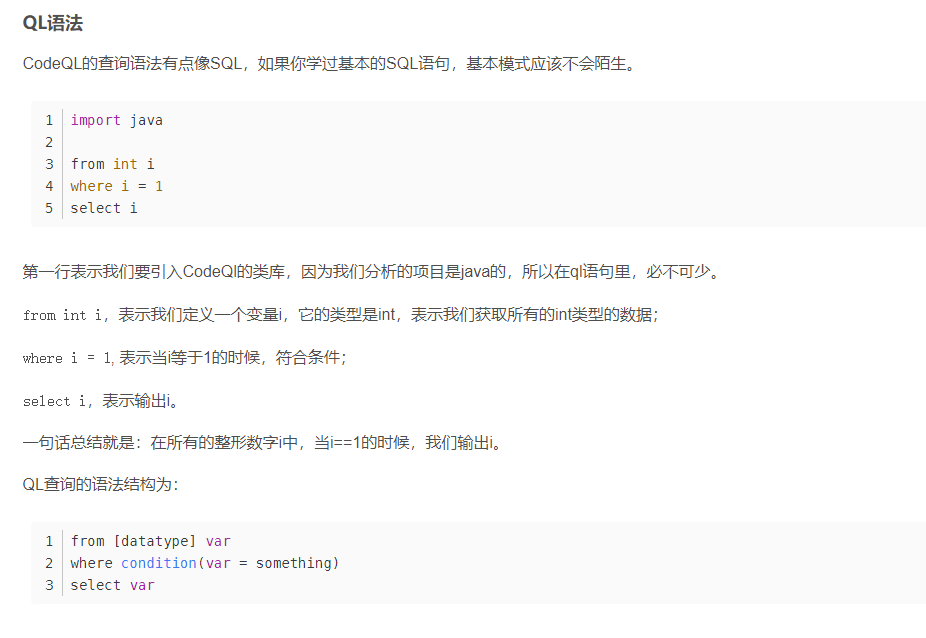 QL语法
CodeQL的查询语法有点像SQL，如果你学过基本的SQL语句，基本模式应该不会陌生。
1 import java
2
3 from int i
4 where i = 1
5 select i
第一行表示我们要引入CodeQl的类库，因为我们分析的项目是java的，所以在ql语句里，必不可少。
from int i，表示我们定义一个变量i，它的类型是int，表示我们获取所有的int类型的数据；
where i = 1, 表示当i等于1的时候，符合条件；
select i，表示输出i。
一句话总结就是：在所有的整形数字i中，当i==1的时候，我们输出i。
QL查询的语法结构为：
1 from [datatype] var
2 where condition(var = something)
3 select var